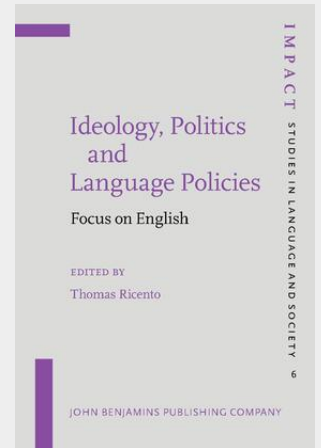 Ideology, Politics
and
Language Policies
Focus on English
EDITED BY
Thomas Ricento
JOHN BENJAMINS PUBLISHING COMPANY
IMPACT STUDIES IN LANGUAGE AND SOCIETY 6